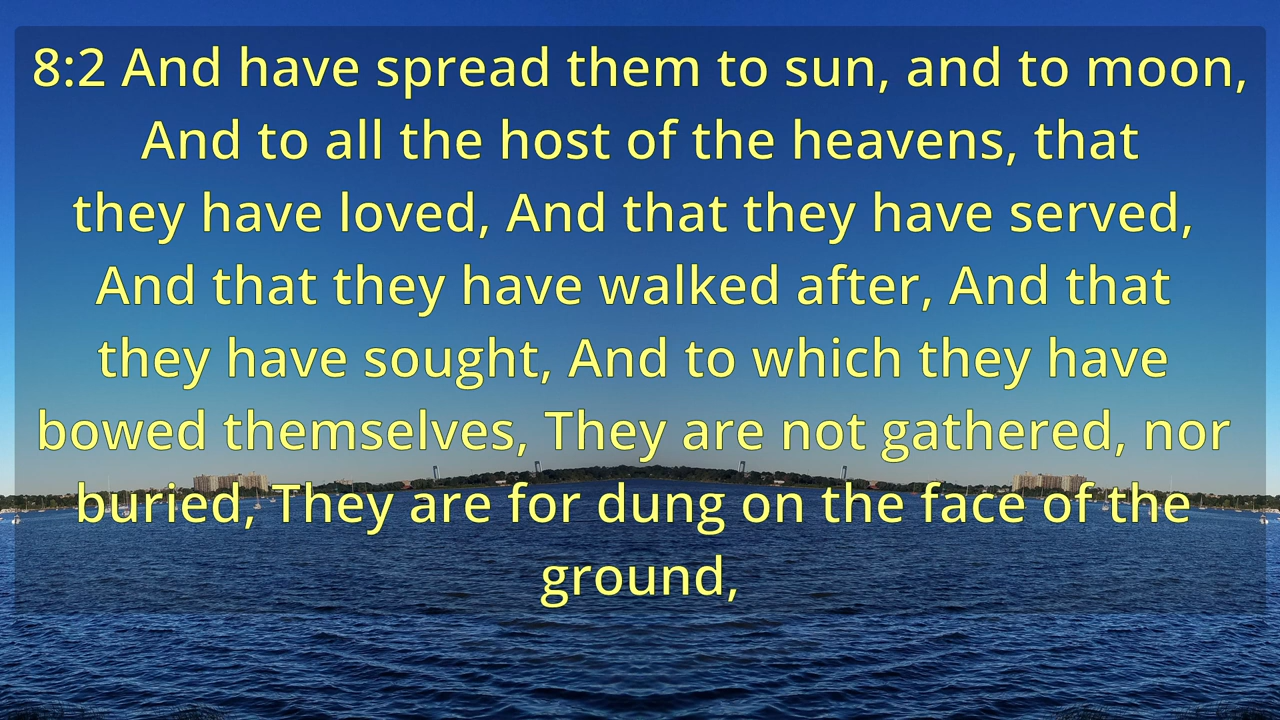 8:2 And have spread them to sun, and to moon,
And to all the host of the heavens, that
they have loved, And that they have served,
And that they have walked after, And that
they have sought, And to which they have
bowed themselves, They are not gathered, nor
buried, They are for dung on the face of the
ground,